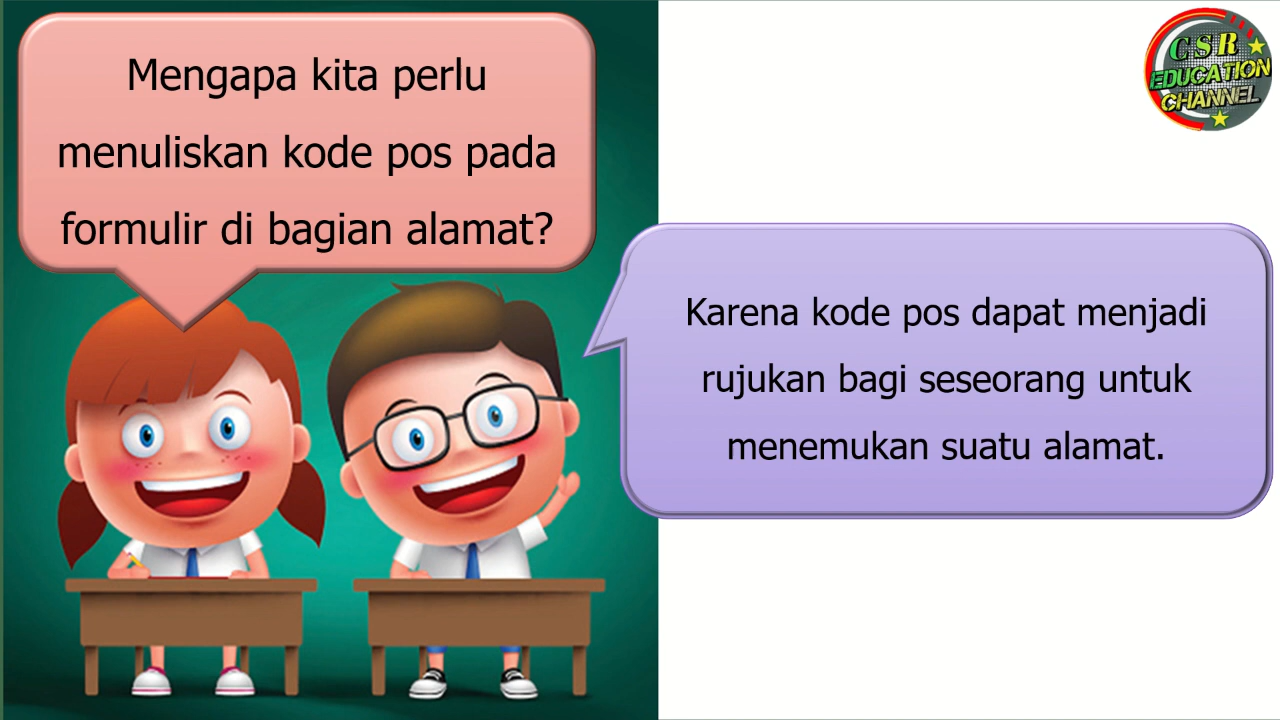 Mengapa kita perlu
menuliskan kode pos pada
formulir di bagian alamat?
CSR
EDUCATION
CHANNEL
Karena kode pos dapat menjadi
rujukan bagi seseorang untuk
menemukan suatu alamat.